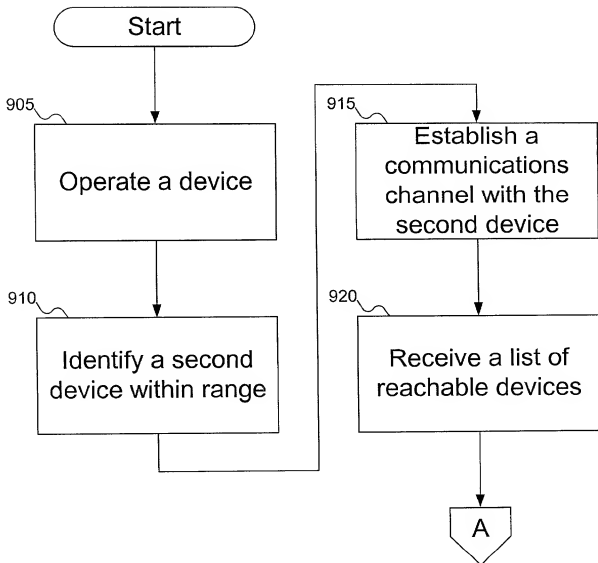 Start
905
Operate a device
910
Identify a second
device within range
915
Establish a
communications
channel with the
second device
920
Receive a list of
reachable devices
A